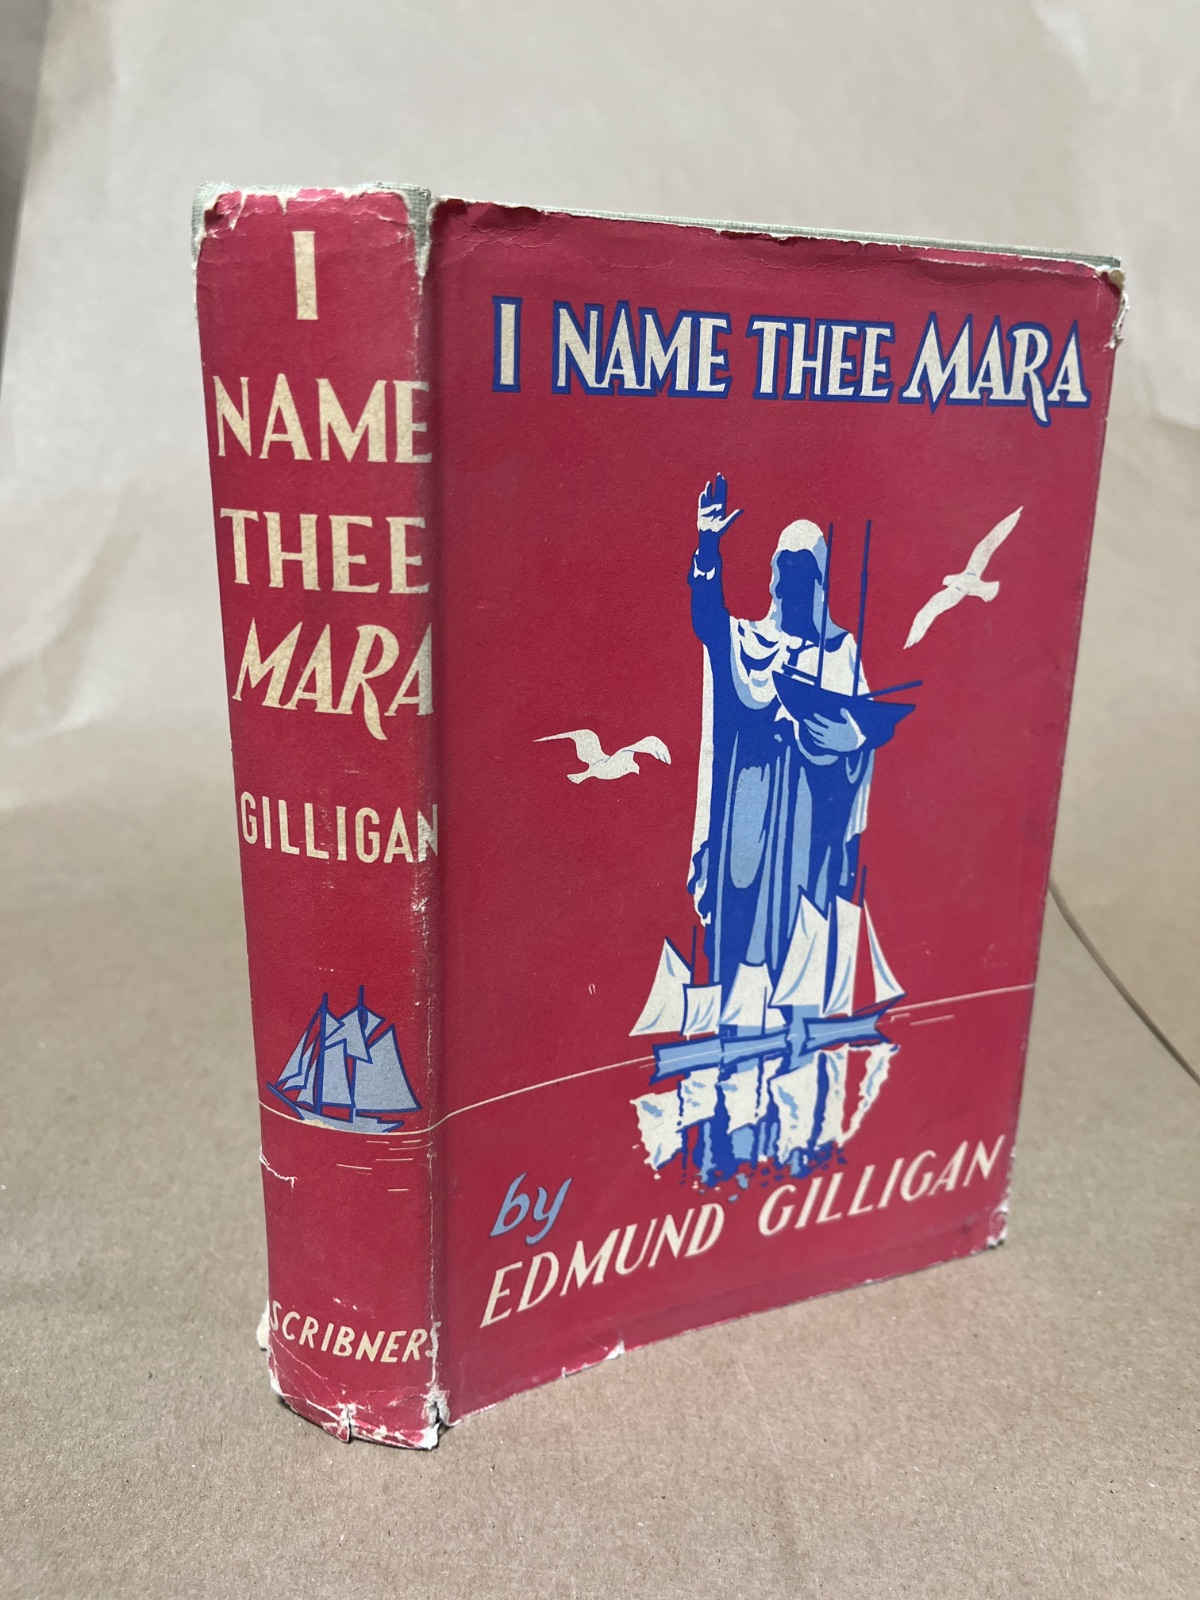 I
NAME
THEE
MARA
GILLIGAN
SCRIBNERS
I NAME THEE MARA
by
EDMUND GILLIGAN